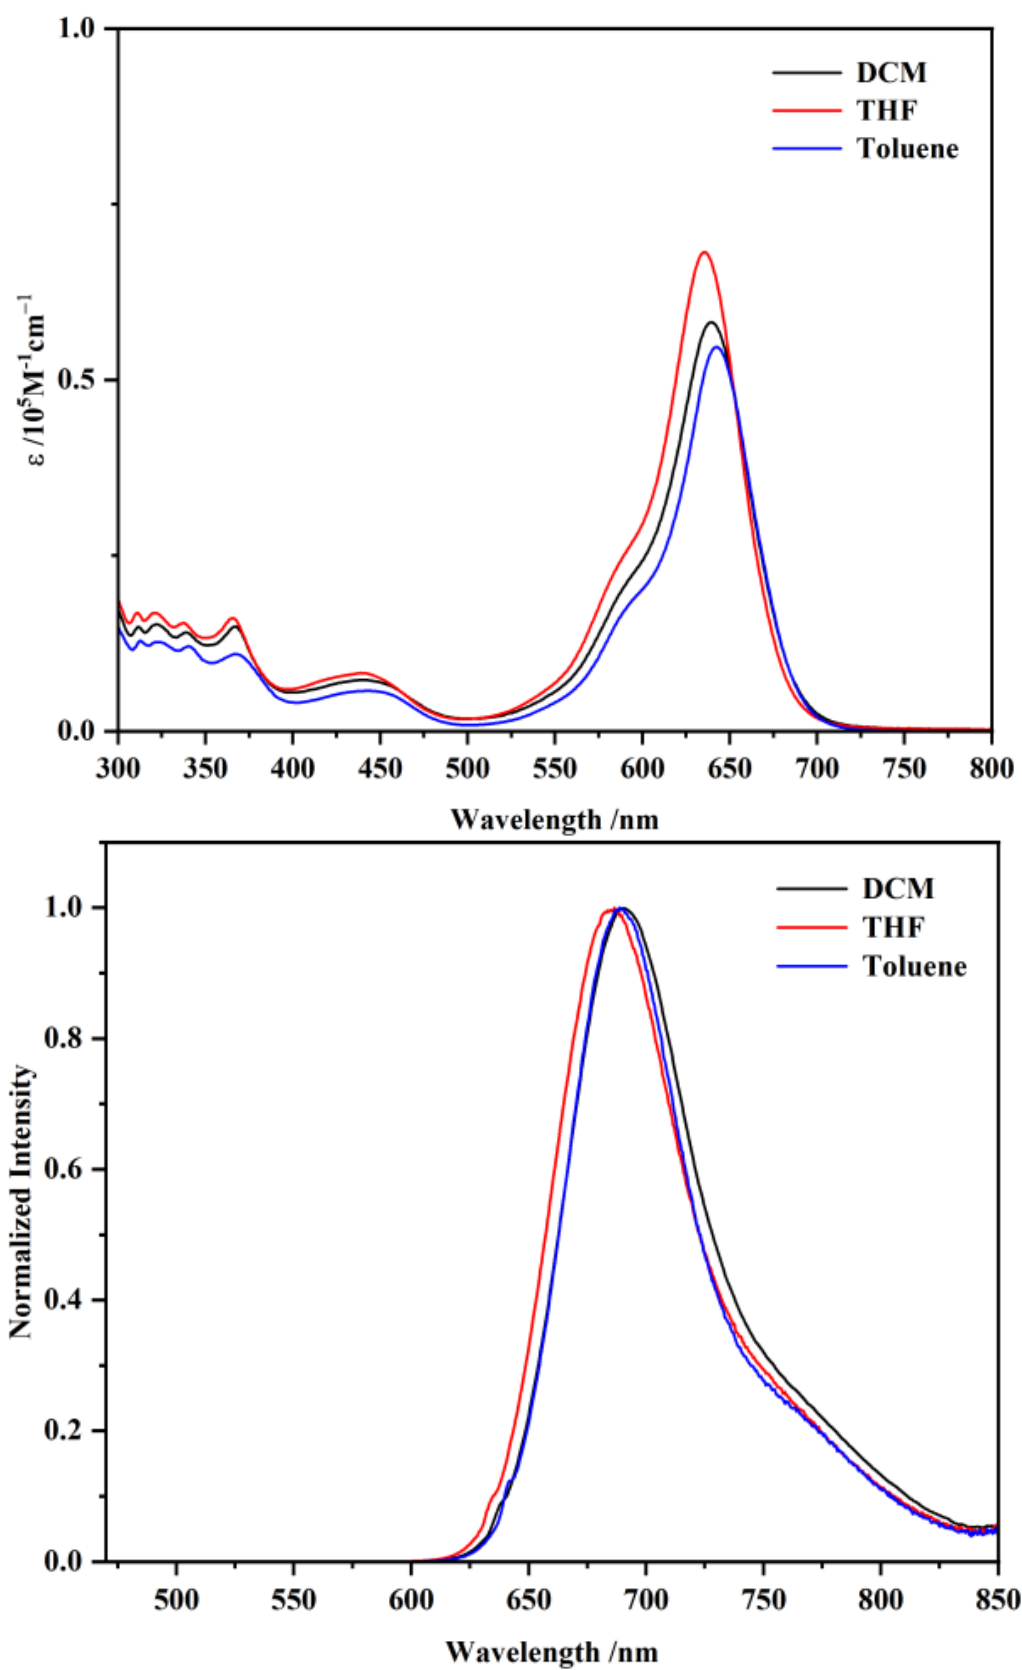 1.0
DCM
THF
Toluene
ε /10⁵M⁻¹cm⁻¹
0.5
0.0
300 350 400 450 500 550 600 650 700 750 800
Wavelength /nm
DCM
1.0
THF
Toluene
0.8
Normalized Intensity
0.6
0.4
0.2
0.0
500 550 600 650 700 750 800 850
Wavelength /nm